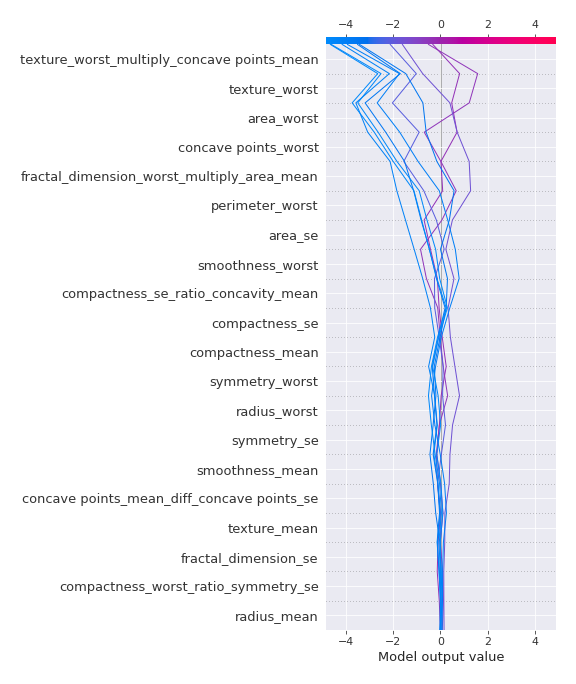 −4 −2 0 2 4
texture_worst_multiply_concave points_mean
texture_worst
area_worst
concave points_worst
fractal_dimension_worst_multiply_area_mean
perimeter_worst
area_se
smoothness_worst
compactness_se_ratio_concavity_mean
compactness_se
compactness_mean
symmetry_worst
radius_worst
symmetry_se
smoothness_mean
concave points_mean_diff_concave points_se
texture_mean
fractal_dimension_se
compactness_worst_ratio_symmetry_se
radius_mean
−4 −2 0 2 4
Model output value